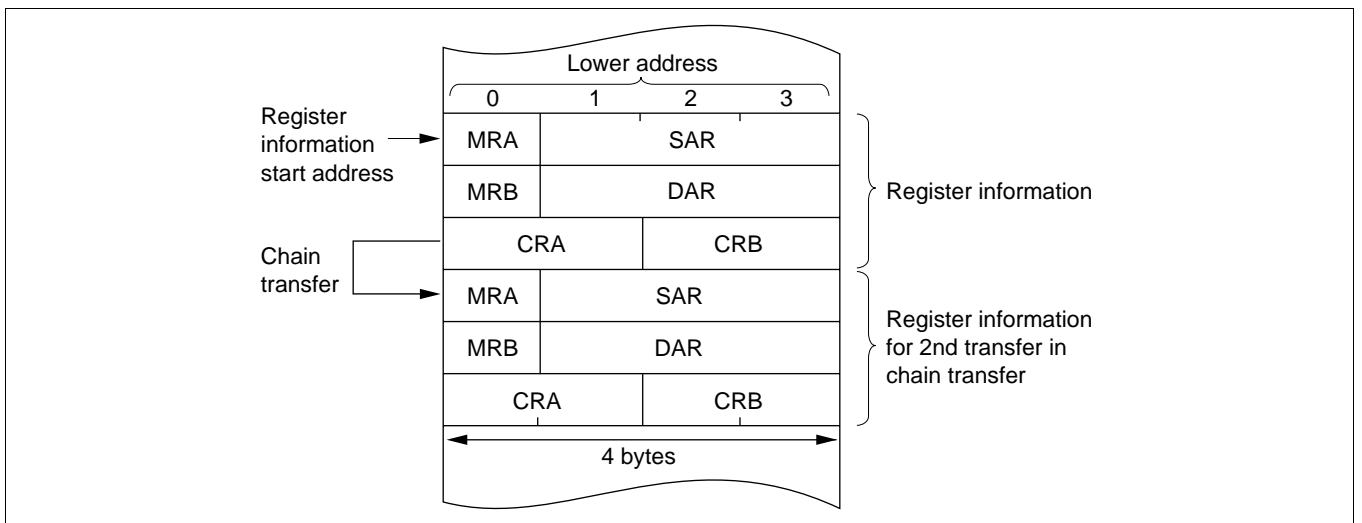 Lower address
0 1 2 3
Register
information
start address
MRA SAR
MRB DAR
Register information
CRA CRB
Chain
transfer
MRA SAR
MRB DAR
Register information
for 2nd transfer in
chain transfer
CRA CRB
4 bytes